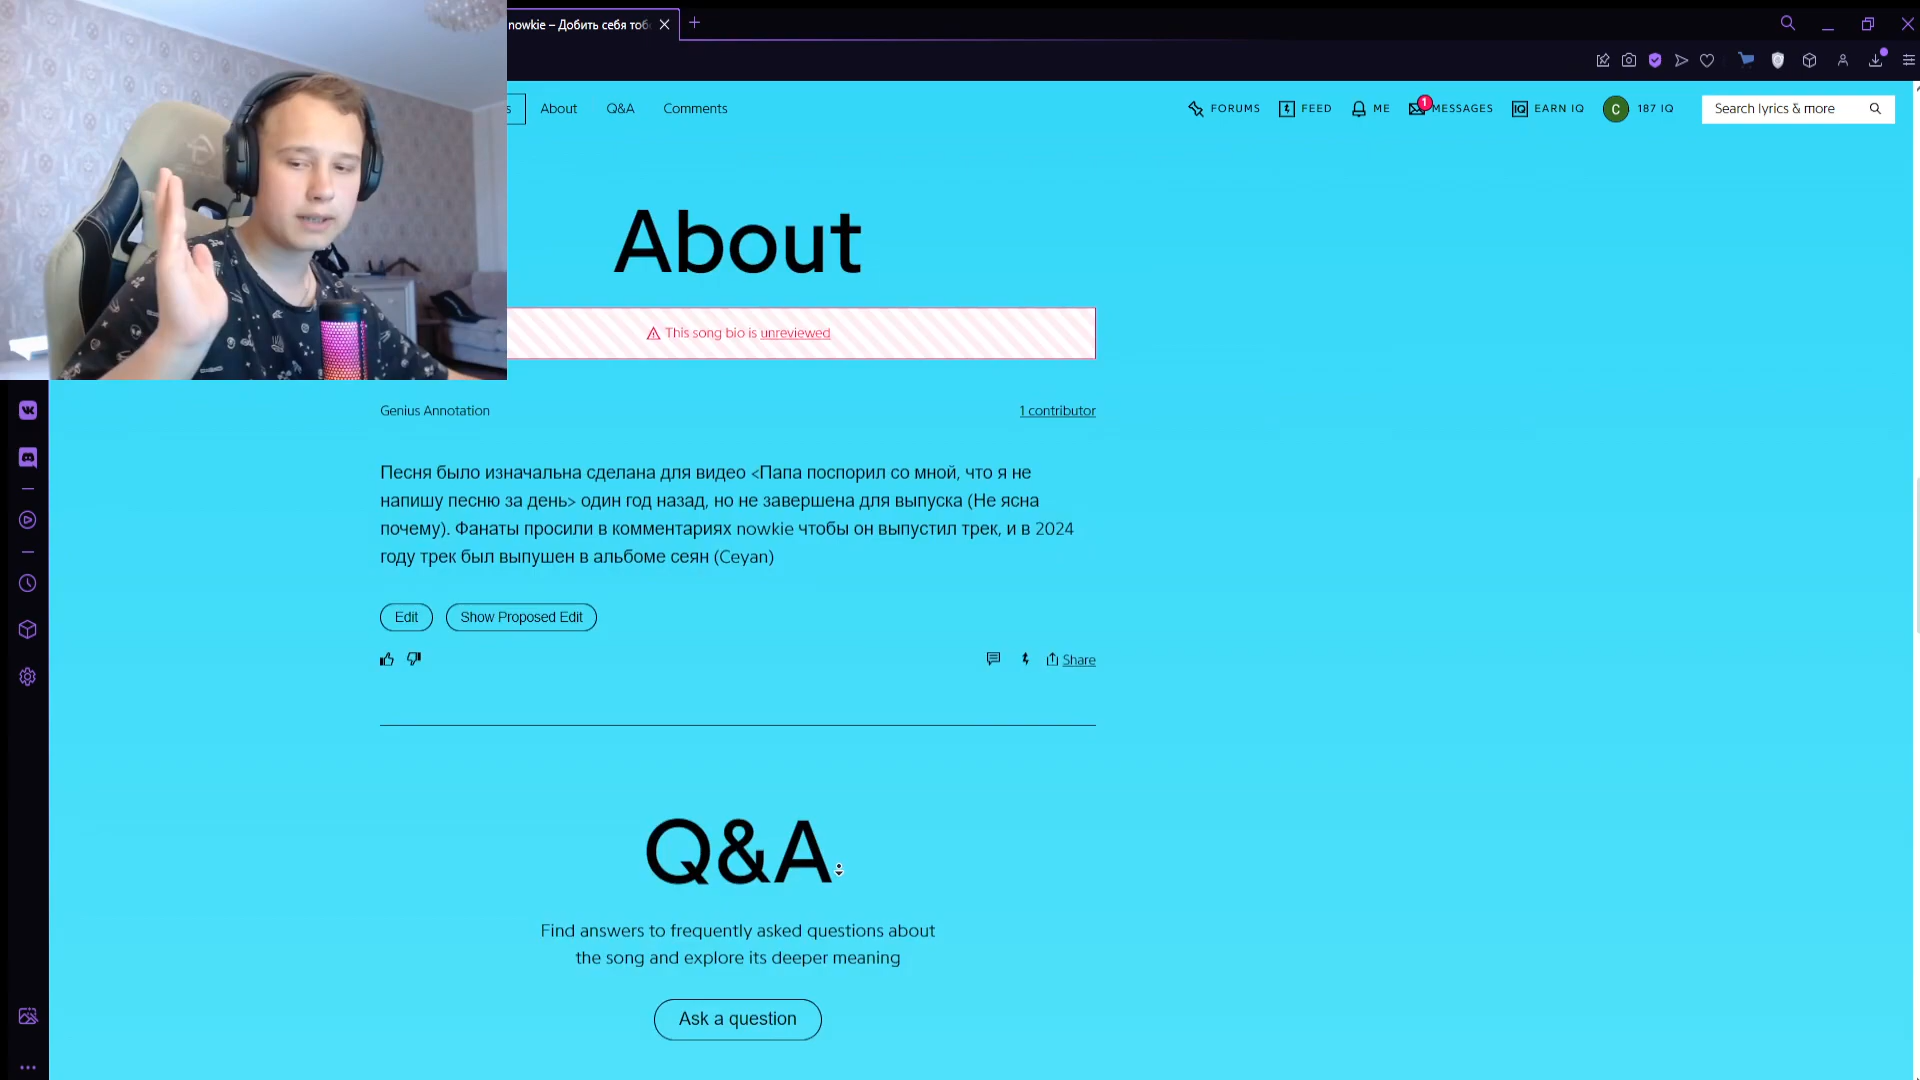 nowkie – Добить себя тоб
s
About
Q&A
Comments
FORUMS
FEED
ME
1
MESSAGES
IQ
EARN IQ
C
187 IQ
Search lyrics & more
About
This song bio is unreviewed
Genius Annotation
1 contributor
Песня было изначальна сделана для видео <Папа поспорил со мной, что я не
напишу песню за день> один год назад, но не завершена для выпуска (Не ясна
почему). Фанаты просили в комментариях nowkie чтобы он выпустил трек, и в 2024
году трек был выпушен в альбоме сеян (Ceyan)
Edit
Show Proposed Edit
Share
Q&A
Find answers to frequently asked questions about
the song and explore its deeper meaning
Ask a question